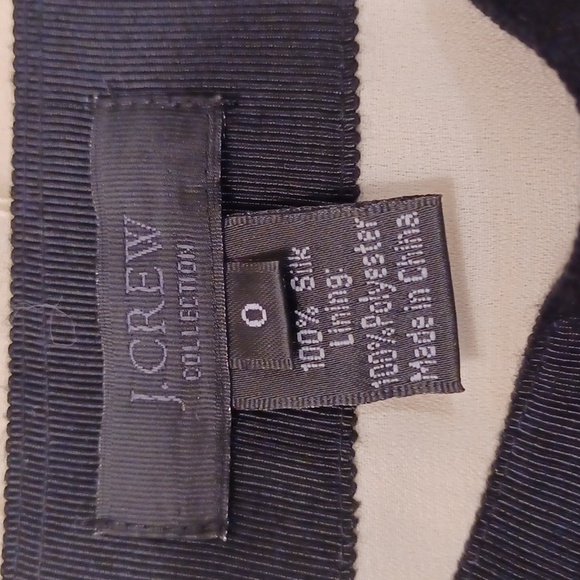 J.CREW
COLLECTION
0
100% Silk
Lining:
100%Polyester
Made in China